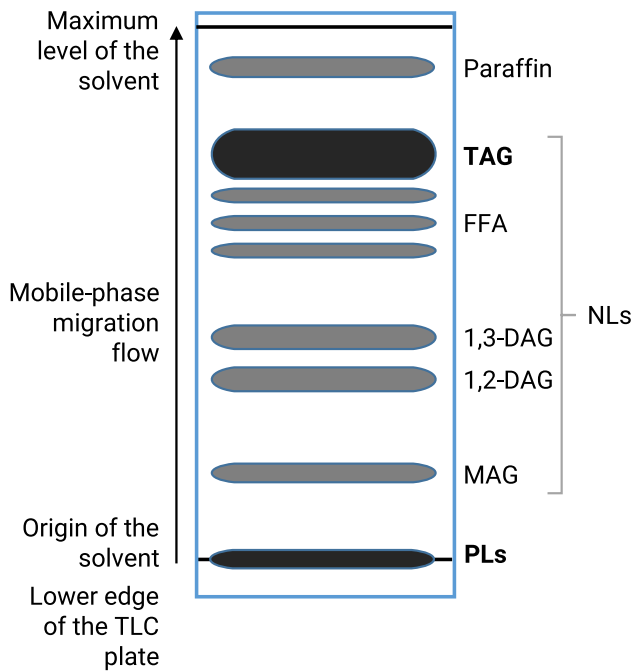 Maximum
level of the
solvent
Paraffin
TAG
FFA
Mobile-phase
migration
flow
NLs
1,3-DAG
1,2-DAG
MAG
Origin of the
solvent
PLs
Lower edge
of the TLC
plate